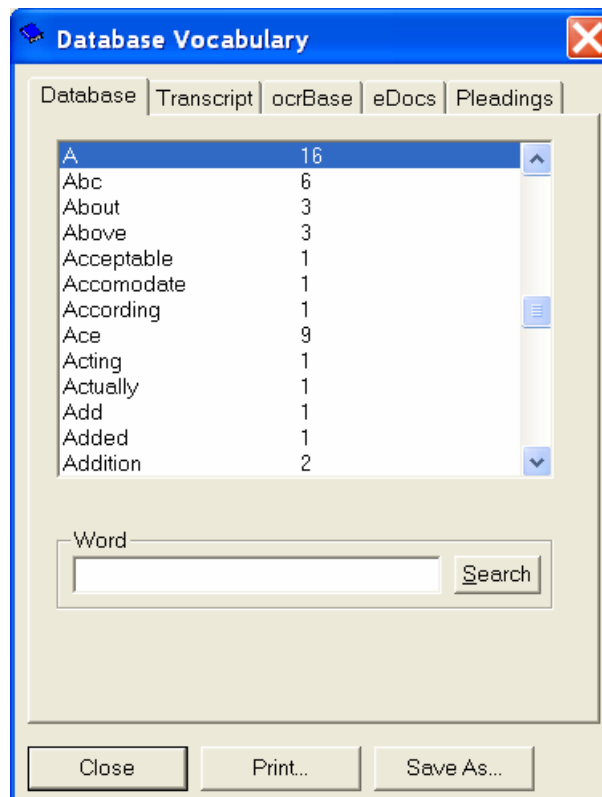 Database Vocabulary
Database Transcript ocrBase eDocs Pleadings
A 16
Abc 6
About 3
Above 3
Acceptable 1
Accomodate 1
According 1
Ace 9
Acting 1
Actually 1
Add 1
Added 1
Addition 2
Word
Search
Close Print... Save As...